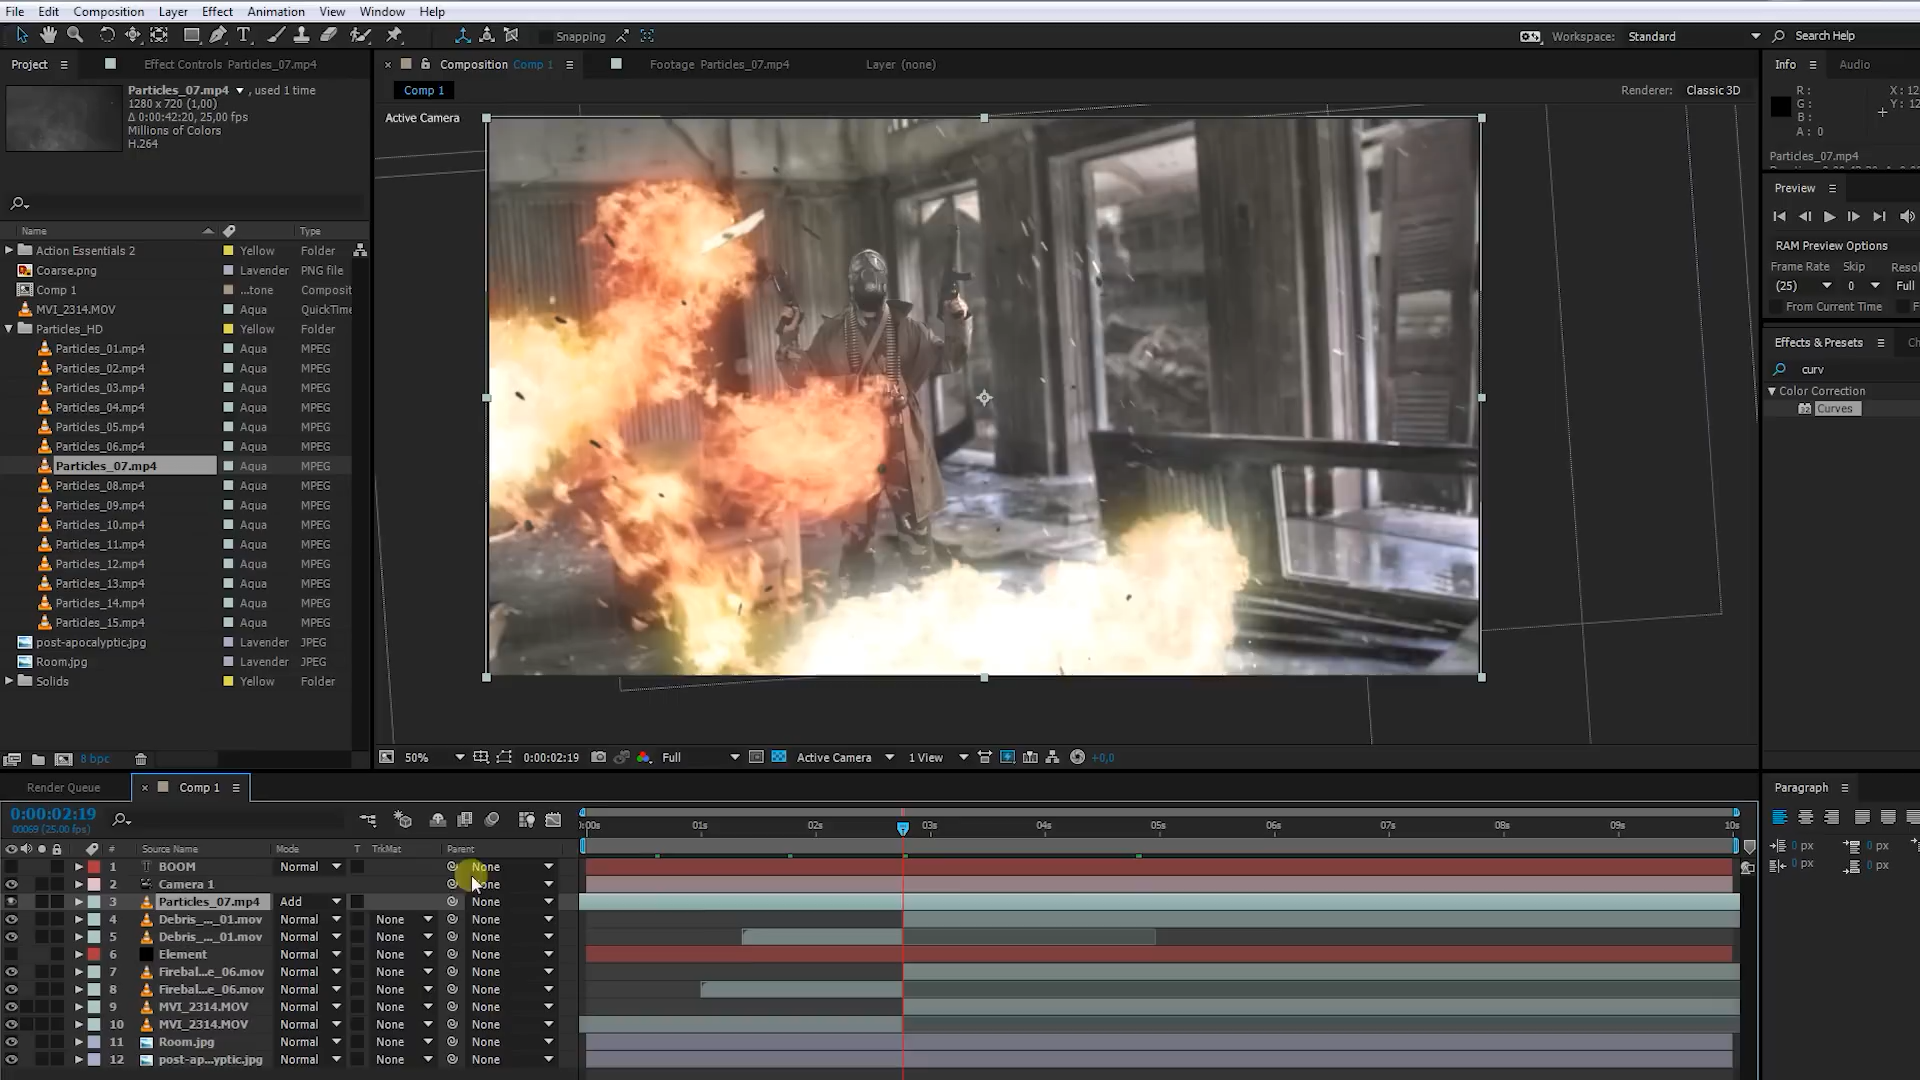 File Edit Composition Layer Effect Animation View Window Help
Snapping Workspace: Standard Search Help
Project Effect Controls Particles_07.mp4 Composition Comp 1 Footage Particles_07.mp4 Layer (none) Info Audio
Particles_07.mp4 , used 1 time
1280 x 720 (1,00)
Δ 0:00:42:20, 25,00 fps
Millions of Colors
H.264
Comp 1 Renderer: Classic 3D
Active Camera
R :
G :
B :
A : 0
X : 12
Y : 12
Particles_07.mp4
Preview
RAM Preview Options
Frame Rate Skip Resol
(25) 0 Full
From Current Time F
Effects & Presets Ch
curv
Color Correction
32 Curves
Name Type
Action Essentials 2 Yellow Folder
Coarse.png Lavender PNG file
Comp 1 ...tone Composit
MVI_2314.MOV Aqua QuickTime
Particles_HD Yellow Folder
Particles_01.mp4 Aqua MPEG
Particles_02.mp4 Aqua MPEG
Particles_03.mp4 Aqua MPEG
Particles_04.mp4 Aqua MPEG
Particles_05.mp4 Aqua MPEG
Particles_06.mp4 Aqua MPEG
Particles_07.mp4 Aqua MPEG
Particles_08.mp4 Aqua MPEG
Particles_09.mp4 Aqua MPEG
Particles_10.mp4 Aqua MPEG
Particles_11.mp4 Aqua MPEG
Particles_12.mp4 Aqua MPEG
Particles_13.mp4 Aqua MPEG
Particles_14.mp4 Aqua MPEG
Particles_15.mp4 Aqua MPEG
post-apocalyptic.jpg Lavender JPEG
Room.jpg Lavender JPEG
Solids Yellow Folder
8 bpc
50% 0:00:02:19 Full Active Camera 1 View +0,0
Render Queue Comp 1
Paragraph
0:00:02:19
00069 (25.00 fps)
:00s 01s 02s 03s 04s 05s 06s 07s 08s 09s 10s
# Source Name Mode T TrkMat Parent
1 BOOM Normal None
2 Camera 1 None
3 Particles_07.mp4 Add None
4 Debris_..._01.mov Normal None None
5 Debris_..._01.mov Normal None None
6 Element Normal None None
7 Firebal...e_06.mov Normal None None
8 Firebal...e_06.mov Normal None None
9 MVI_2314.MOV Normal None None
10 MVI_2314.MOV Normal None None
11 Room.jpg Normal None None
12 post-ap...yptic.jpg Normal None None
0 px 0 px
0 px 0 px